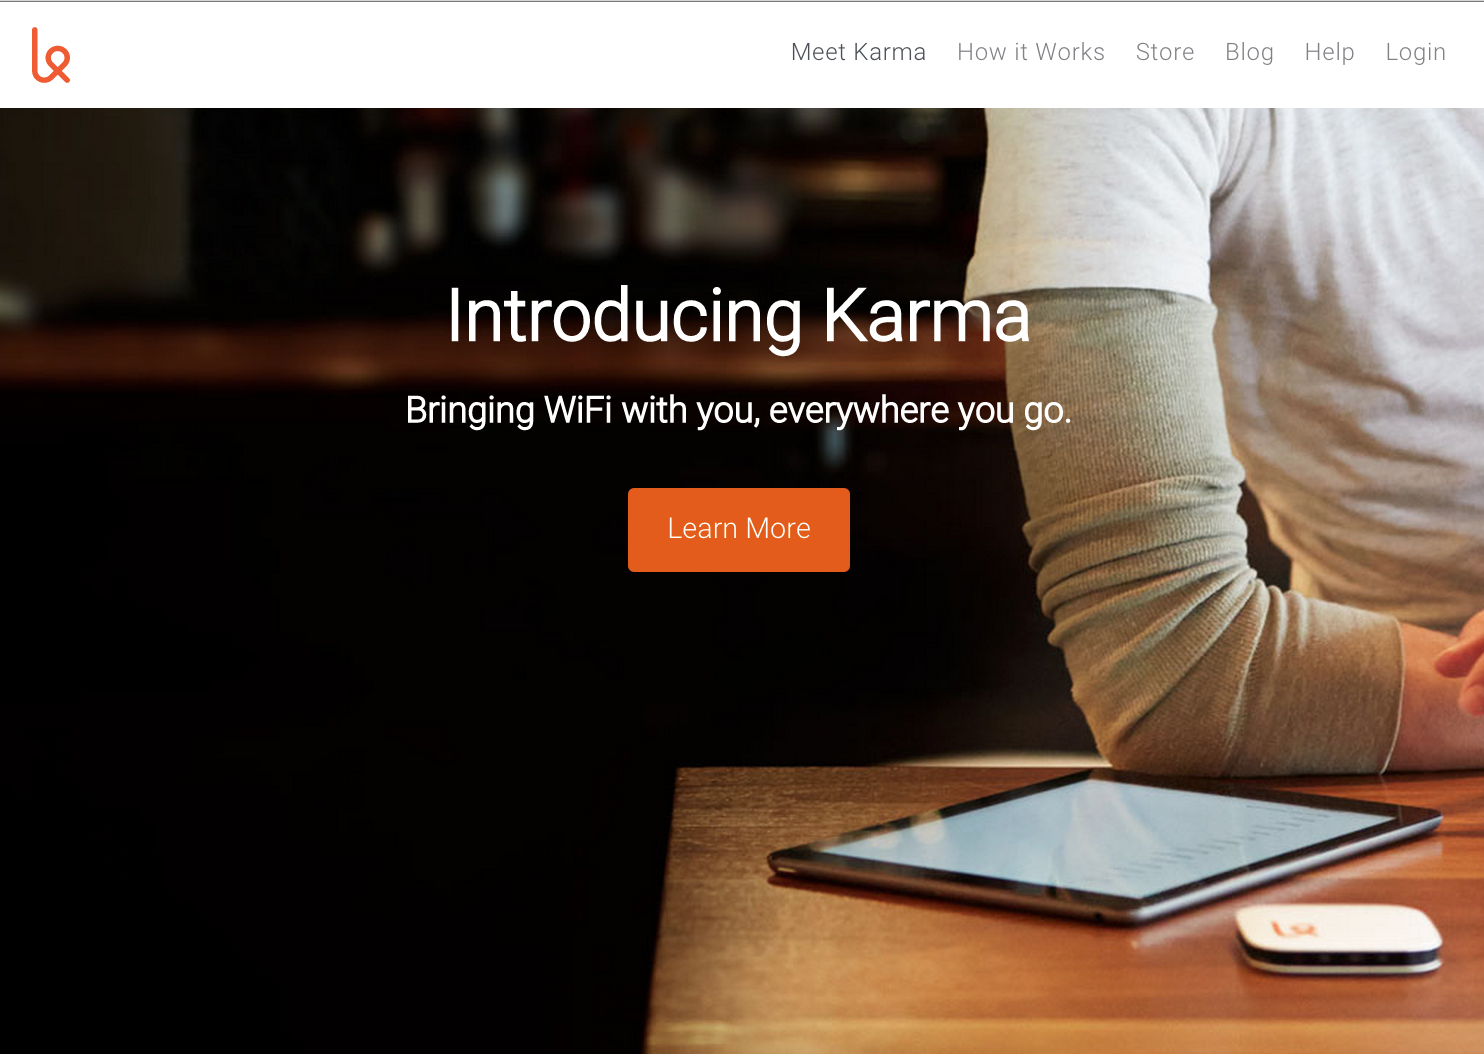 Meet Karma How it Works Store Blog Help Login
Introducing Karma
Bringing WiFi with you, everywhere you go.
Learn More